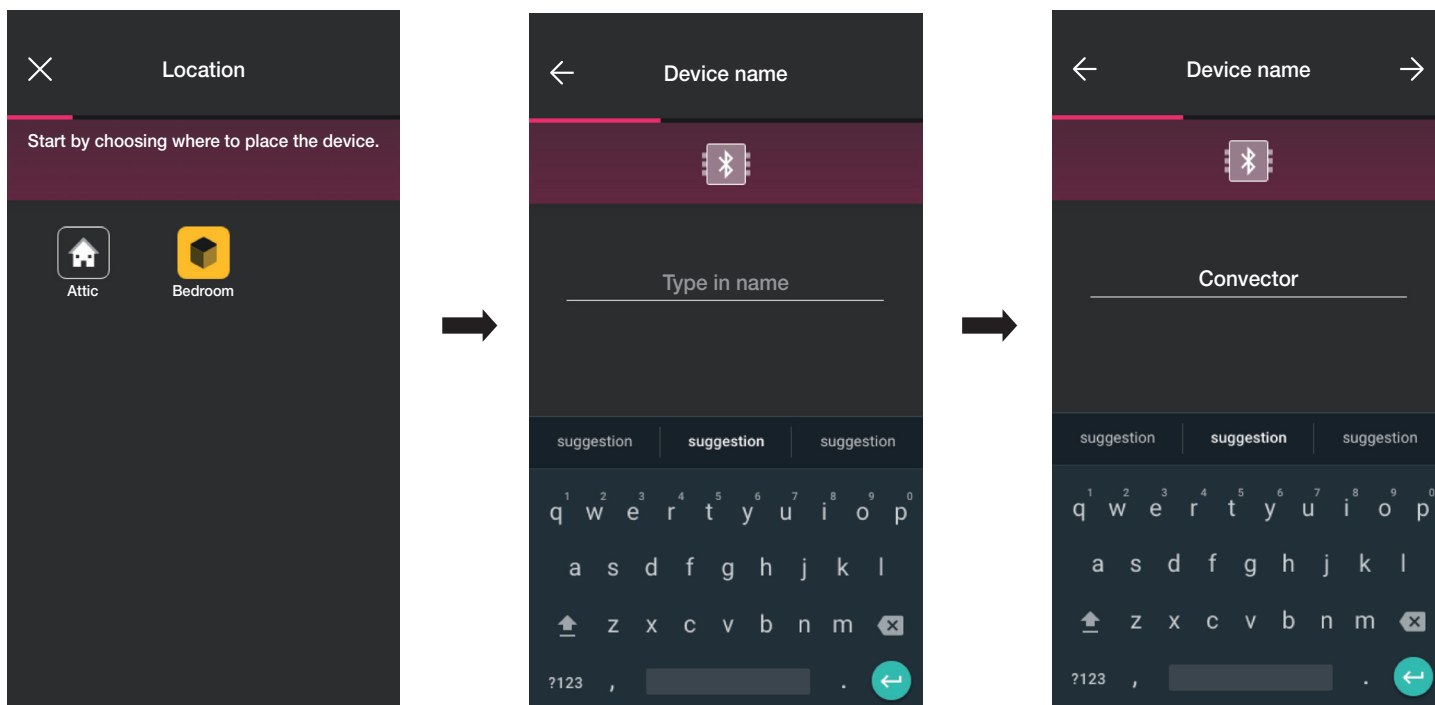 Location
Start by choosing where to place the device.
Attic
Bedroom
Device name
Type in name
suggestion suggestion suggestion
1 2 3 4 5 6 7 8 9 0
q w e r t y u i o p
a s d f g h j k l
z x c v b n m
?123 , .
Device name
Convector
suggestion suggestion suggestion
1 2 3 4 5 6 7 8 9 0
q w e r t y u i o p
a s d f g h j k l
z x c v b n m
?123 , .